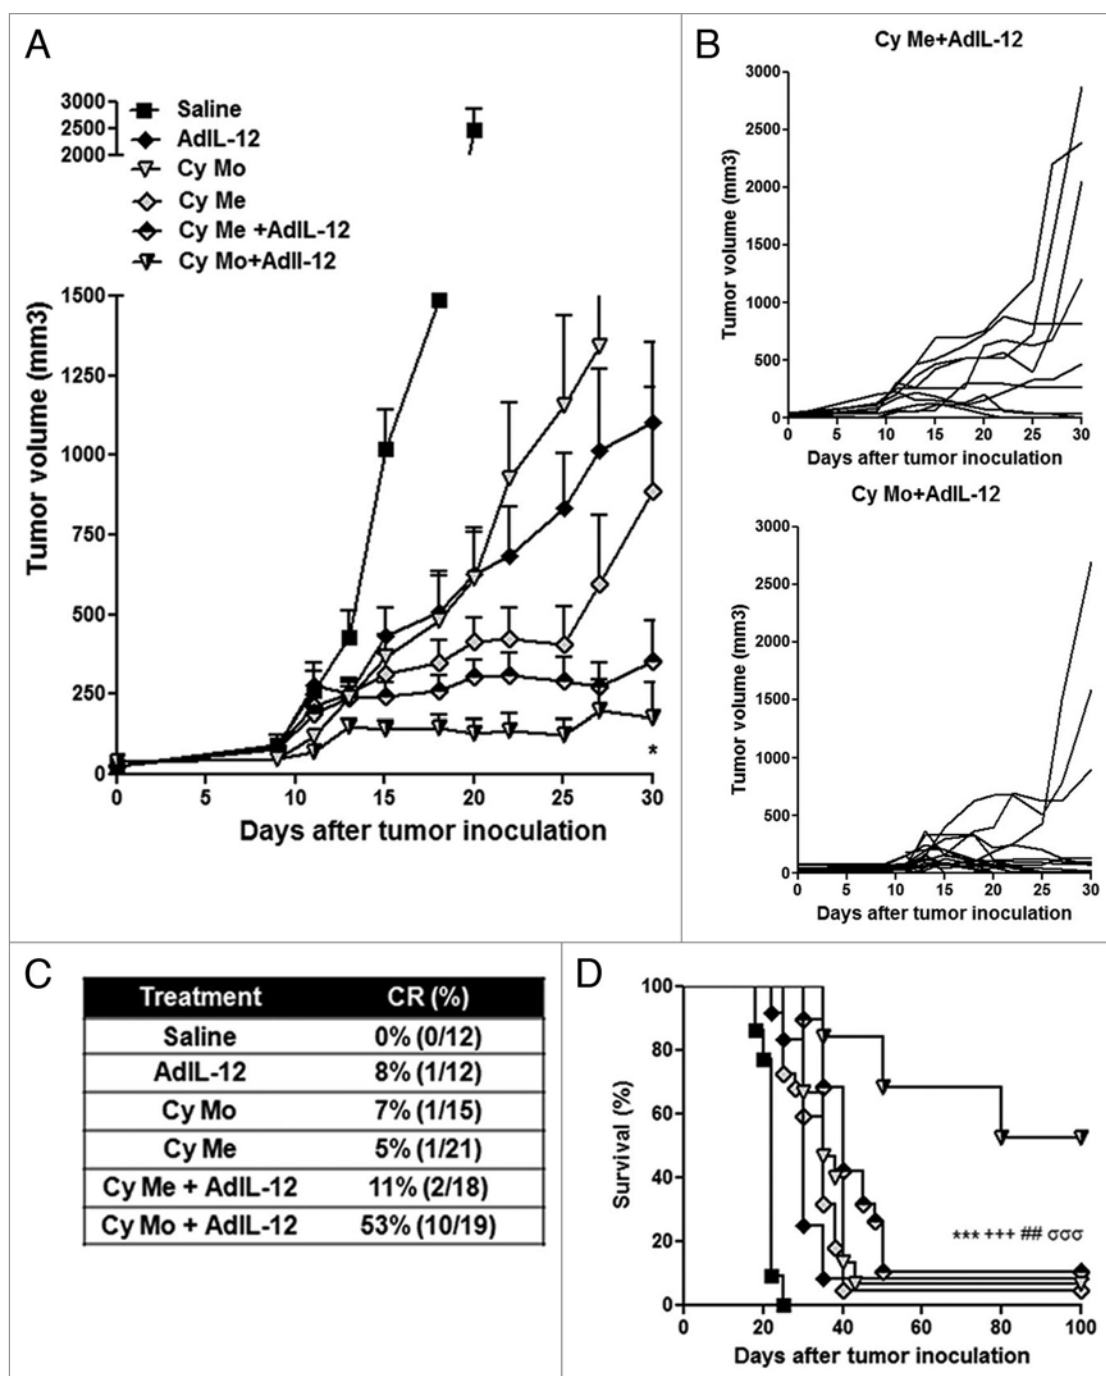 A
3000
2500
2000
Saline
AdIL-12
Cy Mo
Cy Me
Cy Me +AdIL-12
Cy Mo+AdIl-12
Tumor volume (mm3)
1500
1250
1000
750
500
250
0
0 5 10 15 20 25 30
*
Days after tumor inoculation
B
Cy Me+AdIL-12
Tumor volume (mm3)
3000
2500
2000
1500
1000
500
0
0 5 10 15 20 25 30
Days after tumor inoculation
Cy Mo+AdIL-12
Tumor volume (mm3)
3000
2500
2000
1500
1000
500
0
0 5 10 15 20 25 30
Days after tumor inoculation
C
Treatment CR (%)
Saline 0% (0/12)
AdIL-12 8% (1/12)
Cy Mo 7% (1/15)
Cy Me 5% (1/21)
Cy Me + AdIL-12 11% (2/18)
Cy Mo + AdIL-12 53% (10/19)
D
Survival (%)
100
80
60
40
20
0
*** +++ ## σσσ
0 20 40 60 80 100
Days after tumor inoculation